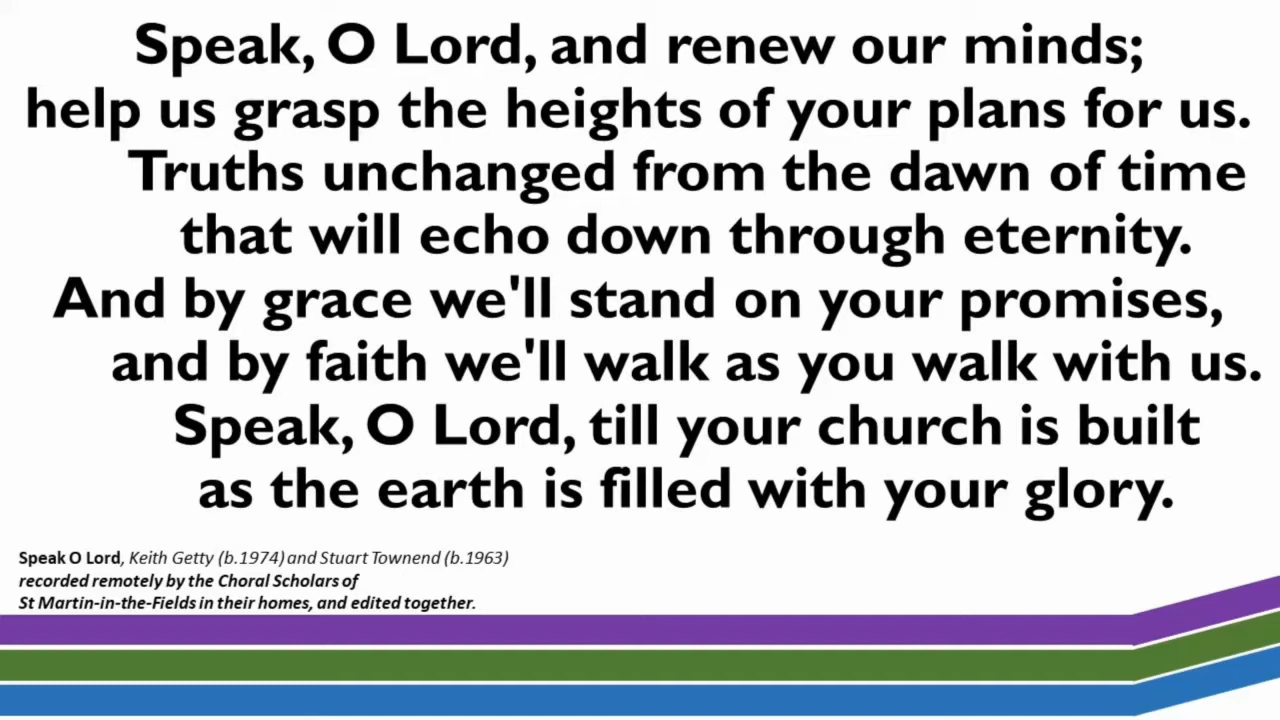 Speak, O Lord, and renew our minds;
help us grasp the heights of your plans for us.
Truths unchanged from the dawn of time
that will echo down through eternity.
And by grace we'll stand on your promises,
and by faith we'll walk as you walk with us.
Speak, O Lord, till your church is built
as the earth is filled with your glory.
Speak O Lord, Keith Getty (b.1974) and Stuart Townend (b.1963)
recorded remotely by the Choral Scholars of
St Martin-in-the-Fields in their homes, and edited together.